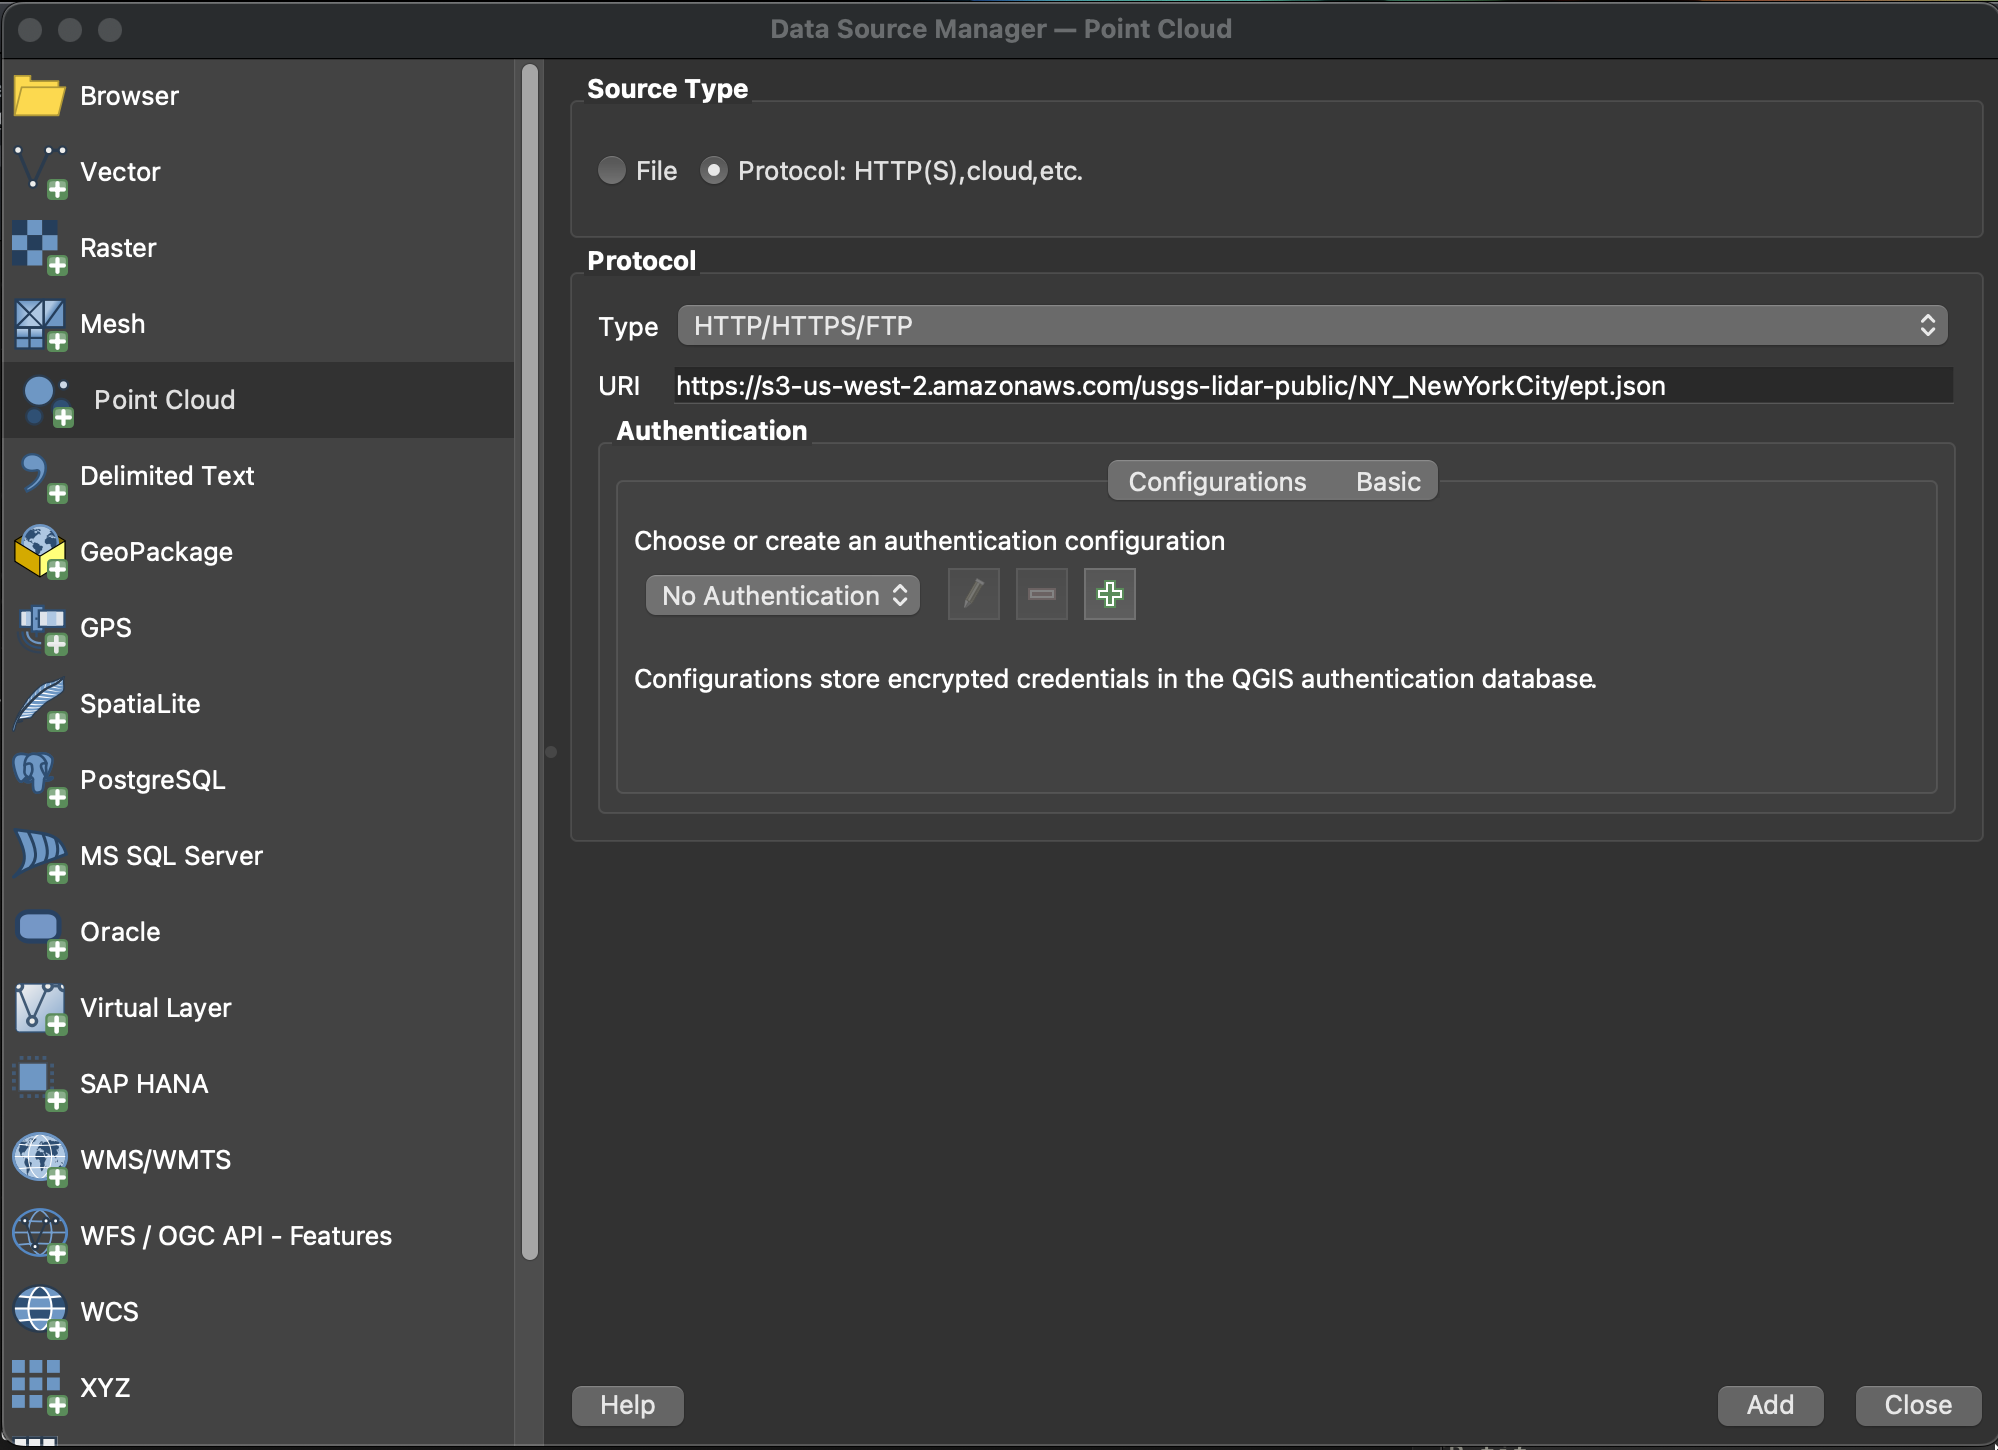 Data Source Manager — Point Cloud
Browser
Vector
Raster
Mesh
Point Cloud
Delimited Text
GeoPackage
GPS
SpatiaLite
PostgreSQL
MS SQL Server
Oracle
Virtual Layer
SAP HANA
WMS/WMTS
WFS / OGC API - Features
WCS
XYZ
Source Type
File
Protocol: HTTP(S),cloud,etc.
Protocol
Type HTTP/HTTPS/FTP
URI https://s3-us-west-2.amazonaws.com/usgs-lidar-public/NY_NewYorkCity/ept.json
Authentication
Configurations Basic
Choose or create an authentication configuration
No Authentication
Configurations store encrypted credentials in the QGIS authentication database.
Help
Add
Close